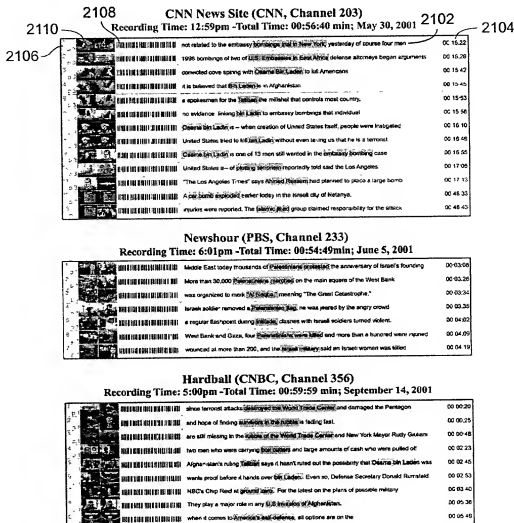 2108
CNN News Site (CNN, Channel 203)
2102
2110
Recording Time: 12:59pm -Total Time: 00:56:40 min; May 30, 2001
2104
2106
not related to the embassy bombings trial in New York, yesterday of course four men 00 15.22
1998 bombings of two of U.S. Embassies in East Africa defense attorneys began arguments 00 15.28
convicted cove spring with Osama Bin Laden to kill Americans 00 15 42
it is believed that Bin Laden is in Afghanistan 00 15:45
a spokesman for the Taliban the militia that controls most country, 00 15:53
no evidence linking bin Laden to embassy bombings that individual 00 15 56
Osama bin Laden is – when creation of United States itself, people were instigated 00 16 10
United States tried to kill bin Laden without even telling us that he is a terrorist 00 16 46
Osama bin Laden is one of 13 men still wanted in the embassy bombing case 00 16 55
United States a– of plotting terrorism reportedly told said the Los Angeles 00 17 05
"The Los Angeles Times" says Ahmed Ressam had planned to place a large bomb 00 17 13
A car bomb exploded earlier today in the Israeli city of Netanya. 00 48 33
injuries were reported. The Islamic Jihad group claimed responsibility for the attack 00 48 43
Newshour (PBS, Channel 233)
Recording Time: 6:01pm -Total Time: 00:54:49min; June 5, 2001
Middle East today thousands of Palestinians protested the anniversary of Israel's founding 00:03:08
More than 30,000 Palestinians marched on the main square of the West Bank 00 03.26
was organized to mark "Al Naqba," meaning "The Great Catastrophe." 00:03:34
Israeli soldier removed a Palestinian flag, he was jeered by the angry crowd 00 03.35
a regular flashpoint during clashes with Israeli soldiers turned violent. 00 04:02
West Bank and Gaza, four Palestinians were killed and more than a hundred were injured 00 04.09
wounded at more than 200, and the Israeli military said an Israeli woman was killed 00 04 19
Hardball (CNBC, Channel 356)
Recording Time: 5:00pm -Total Time: 00:59:59 min; September 14, 2001
since terrorist attacks destroyed the World Trade Center and damaged the Pentagon 00 00:20
and hope of finding survivors in the rubble is fading fast. 00 00.25
are still missing in the rubble of the World Trade Center and New York Mayor Rudy Giuliani 00 00:48
two men who were carrying box cutters and large amounts of cash who were pulled off 00 02 23
Afghanistan's ruling Taliban says it hasn't ruled out the possibility that Osama bin Laden was 00 02 45
wants proof before it hands over bin Laden. Even so, Defense Secretary Donald Rumsfeld 00 02 53
NBC's Chip Need at ground zero. For the latest on the plans of possible military 00 03:40
They play a major role in any U.S. invasion of Afghanistan. 00 05:36
when it comes to America's self-defense, all options are on the 00 05:49